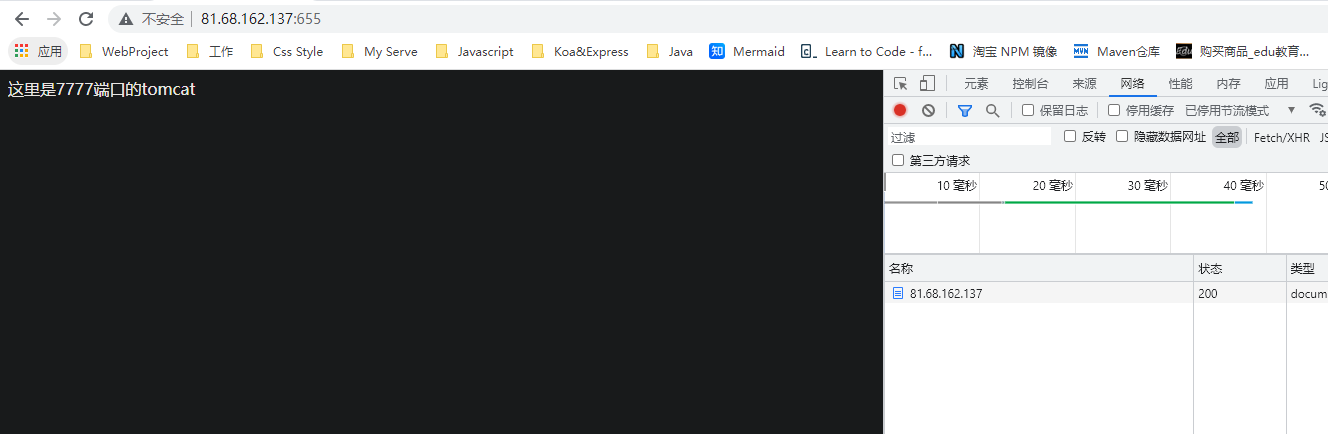 不安全 81.68.162.137:655
应用 WebProject 工作 Css Style My Serve Javascript Koa&Express Java 知 Mermaid Learn to Code - f... N 淘宝 NPM 镜像 MVN Maven仓库 Edu 购买商品_edu教育...
这里是7777端口的tomcat
元素 控制台 来源 网络 性能 内存 应用 Lig
保留日志 停用缓存 已停用节流模式
过滤 反转 隐藏数据网址 全部 Fetch/XHR JS
第三方请求
10 毫秒 20 毫秒 30 毫秒 40 毫秒 50
名称 状态 类型
81.68.162.137 200 docum